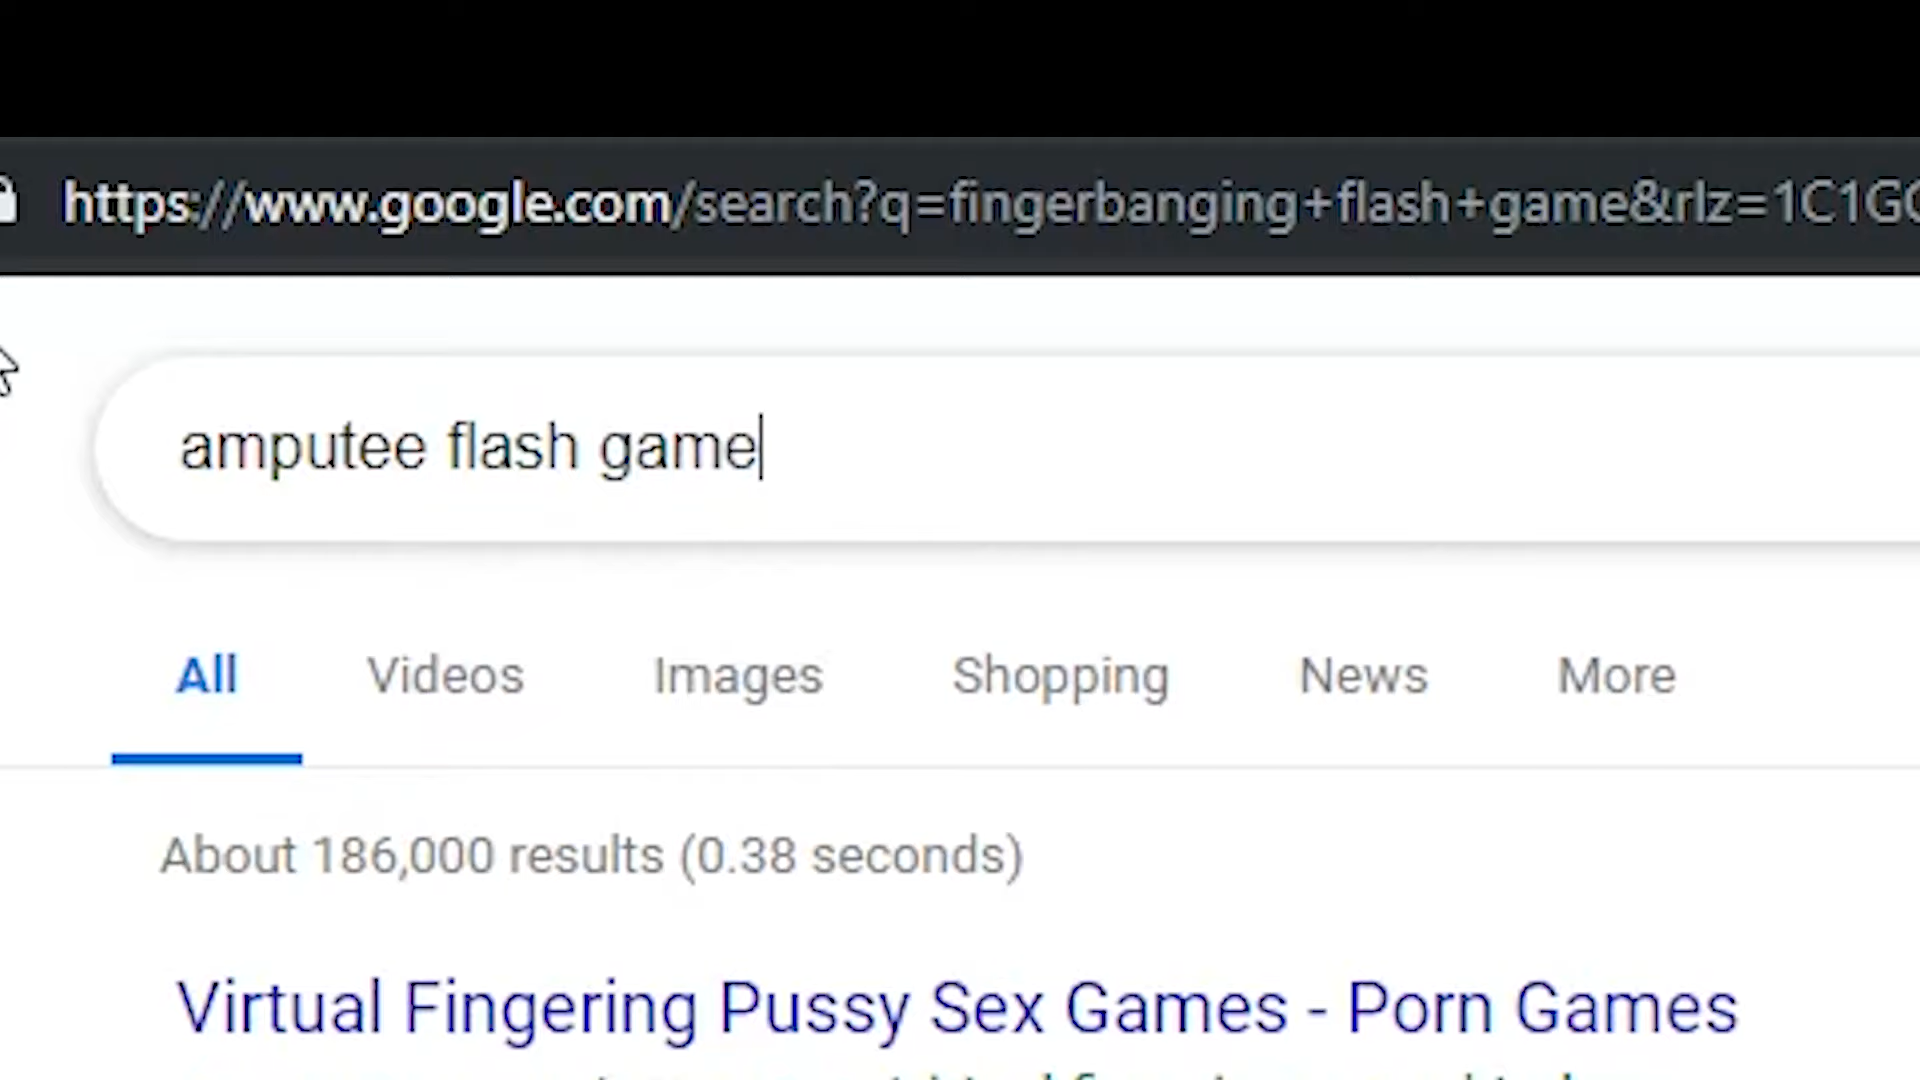 https://www.google.com/search?q=fingerbanging+flash+game&rlz=1C1G
amputee flash game
All Videos Images Shopping News More
About 186,000 results (0.38 seconds)
Virtual Fingering Pussy Sex Games - Porn Games